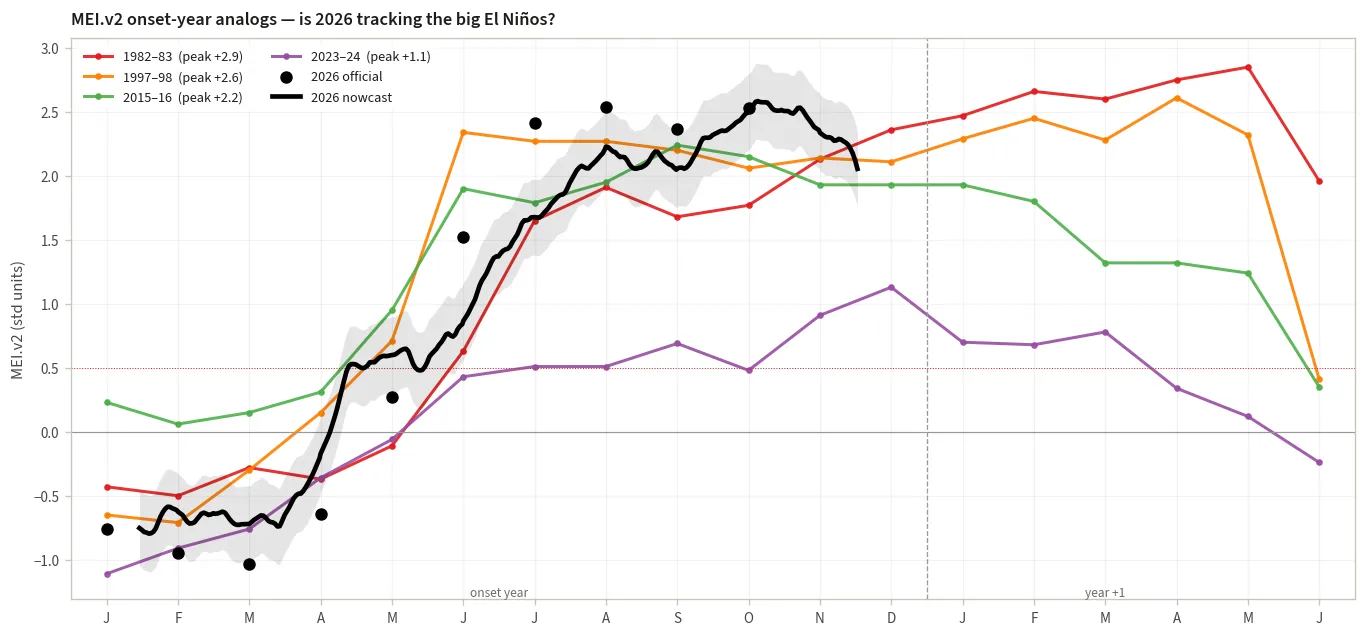 MEI.v2 onset-year analogs — is 2026 tracking the big El Niños?
1982–83 (peak +2.9)
1997–98 (peak +2.6)
2015–16 (peak +2.2)
2023–24 (peak +1.1)
2026 official
2026 nowcast
MEI.v2 (std units)
3.0
2.5
2.0
1.5
1.0
0.5
0.0
−0.5
−1.0
onset year
year +1
J F M A M J J A S O N D J F M A M J